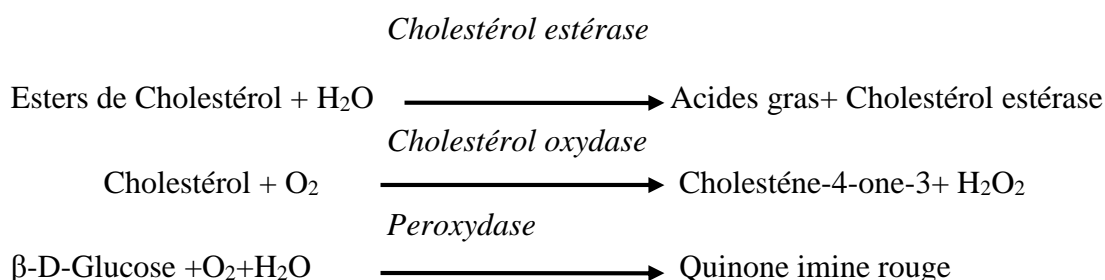 Cholestérol estérase
Esters de Cholestérol + H₂O Acides gras+ Cholestérol estérase
Cholestérol oxydase
Cholestérol + O₂ Cholesténe-4-one-3+ H₂O₂
Peroxydase
β-D-Glucose +O₂+H₂O Quinone imine rouge